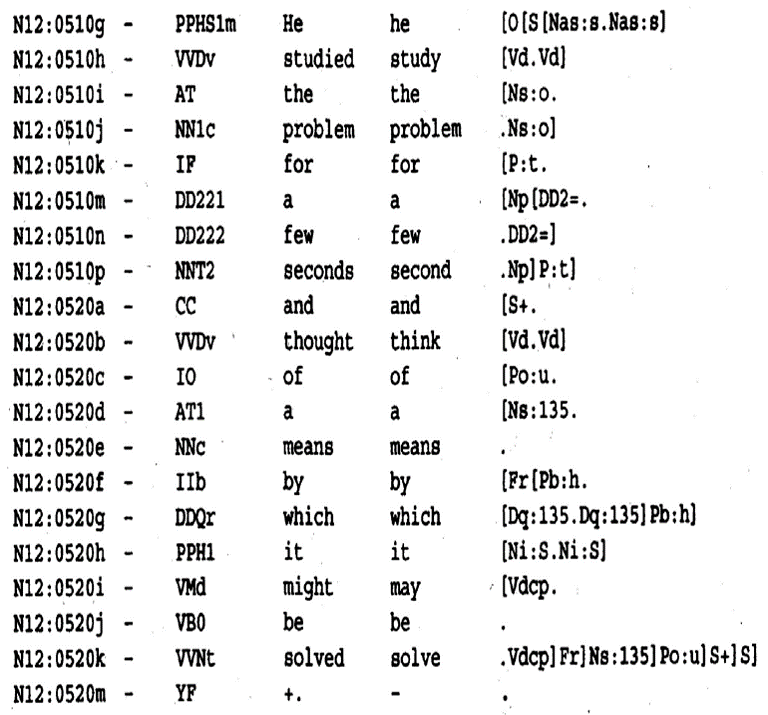 N12:0510g - PPHS1m He he [O[S[Nas:s.Nas:s]
N12:0510h - VVDv studied study [Vd.Vd]
N12:0510i - AT the the [Ns:o.
N12:0510j - NN1c problem problem .Ns:o]
N12:0510k - IF for for [P:t.
N12:0510m - DD221 a a [Np[DD2=.
N12:0510n - DD222 few few .DD2=]
N12:0510p - NNT2 seconds second .Np]P:t]
N12:0520a - CC and and [S+.
N12:0520b - VVDv thought think [Vd.Vd]
N12:0520c - IO of of [Po:u.
N12:0520d - AT1 a a [Ns:135.
N12:0520e - NNc means means .
N12:0520f - IIb by by [Fr[Pb:h.
N12:0520g - DDQr which which [Dq:135.Dq:135]Pb:h]
N12:0520h - PPH1 it it [Ni:S.Ni:S]
N12:0520i - VMd might may [Vdcp.
N12:0520j - VB0 be be .
N12:0520k - VVNt solved solve .Vdcp]Fr]Ns:135]Po:u]S+]S]
N12:0520m - YF +. - .